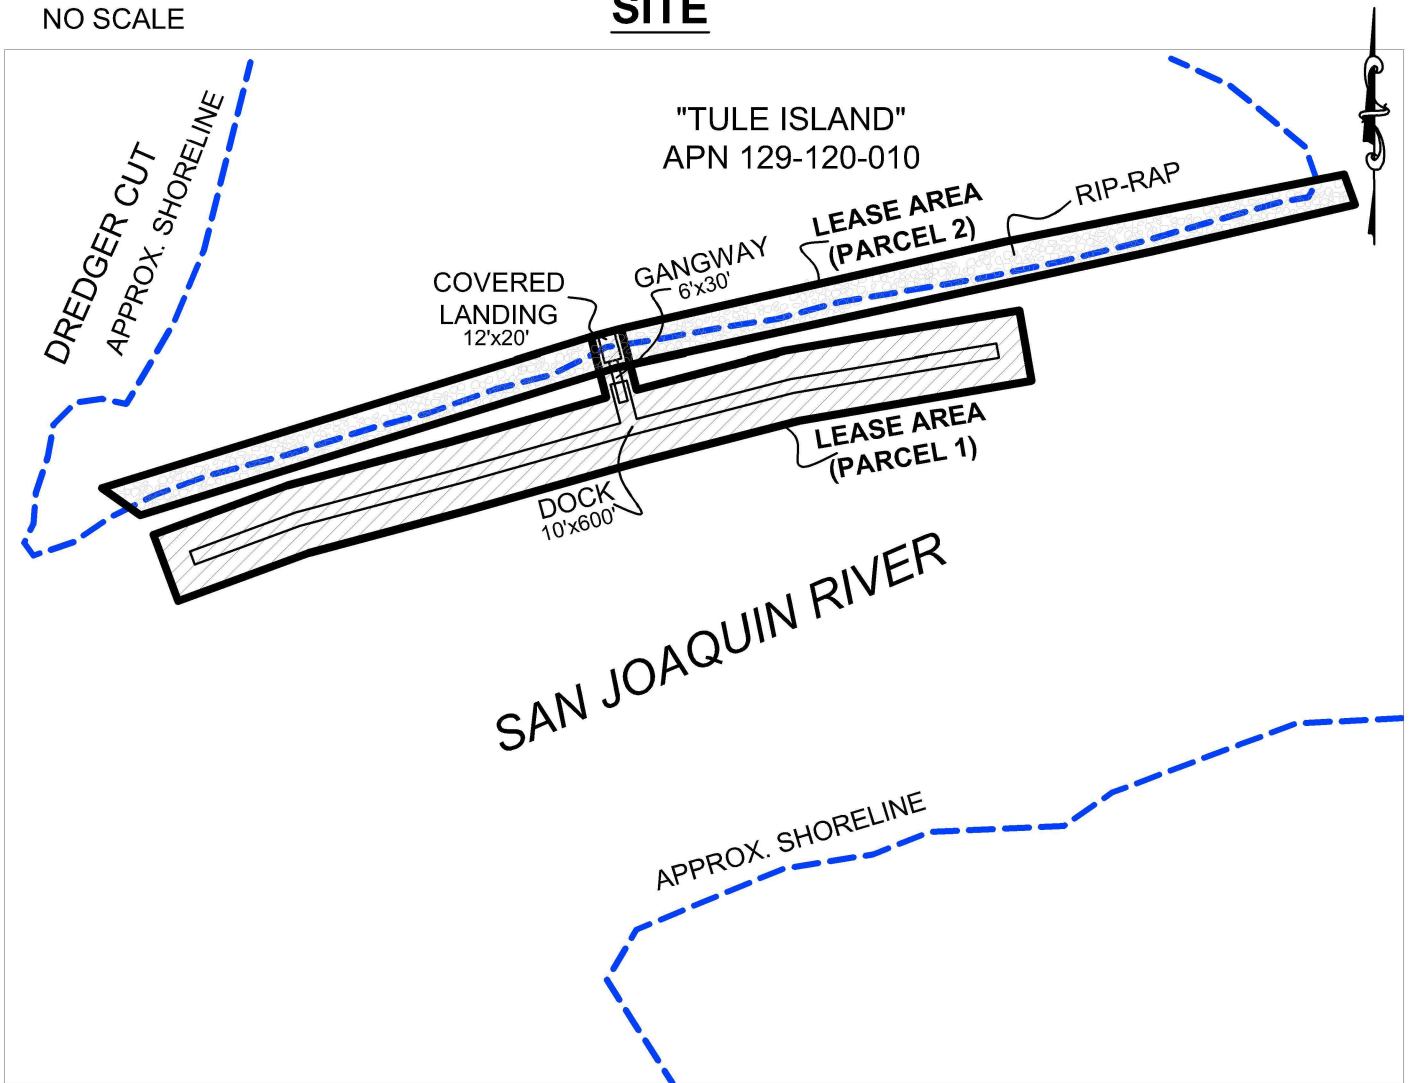 NO SCALE
SITE
"TULE ISLAND"
APN 129-120-010
DREDGER CUT
APPROX. SHORELINE
RIP-RAP
LEASE AREA
(PARCEL 2)
GANGWAY
6'x30'
COVERED
LANDING
12'x20'
LEASE AREA
(PARCEL 1)
DOCK
10'x600'
SAN JOAQUIN RIVER
APPROX. SHORELINE